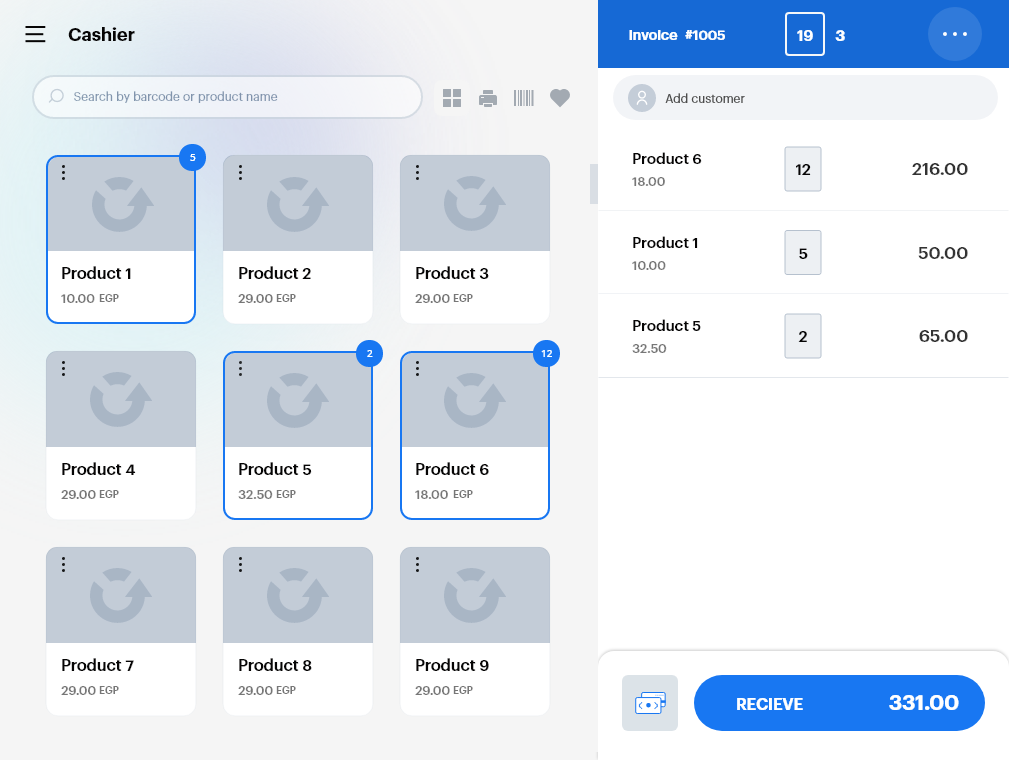 Cashier
Search by barcode or product name
5
Product 1
10.00 EGP
Product 2
29.00 EGP
Product 3
29.00 EGP
Product 4
29.00 EGP
2
Product 5
32.50 EGP
12
Product 6
18.00 EGP
Product 7
29.00 EGP
Product 8
29.00 EGP
Product 9
29.00 EGP
Invoice #1005 19 3
Add customer
Product 6
18.00
12
216.00
Product 1
10.00
5
50.00
Product 5
32.50
2
65.00
RECIEVE 331.00